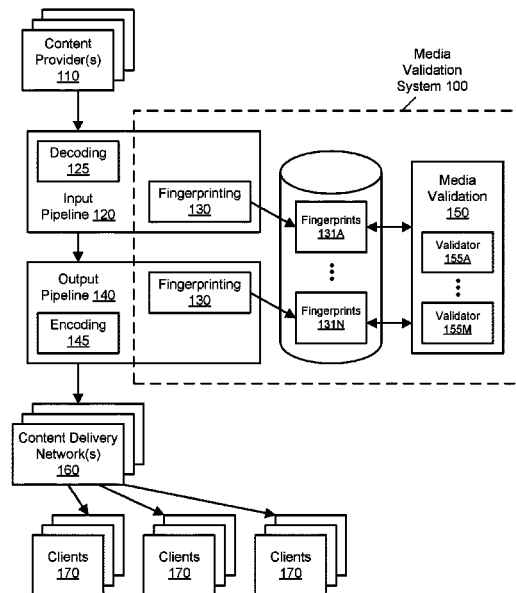 Content
Provider(s)
110
Media
Validation
System 100
Decoding
125
Input
Pipeline 120
Fingerprinting
130
Fingerprints
131A
Media
Validation
150
Validator
155A
Output
Pipeline 140
Encoding
145
Fingerprinting
130
Fingerprints
131N
Validator
155M
Content Delivery
Network(s)
160
Clients
170
Clients
170
Clients
170